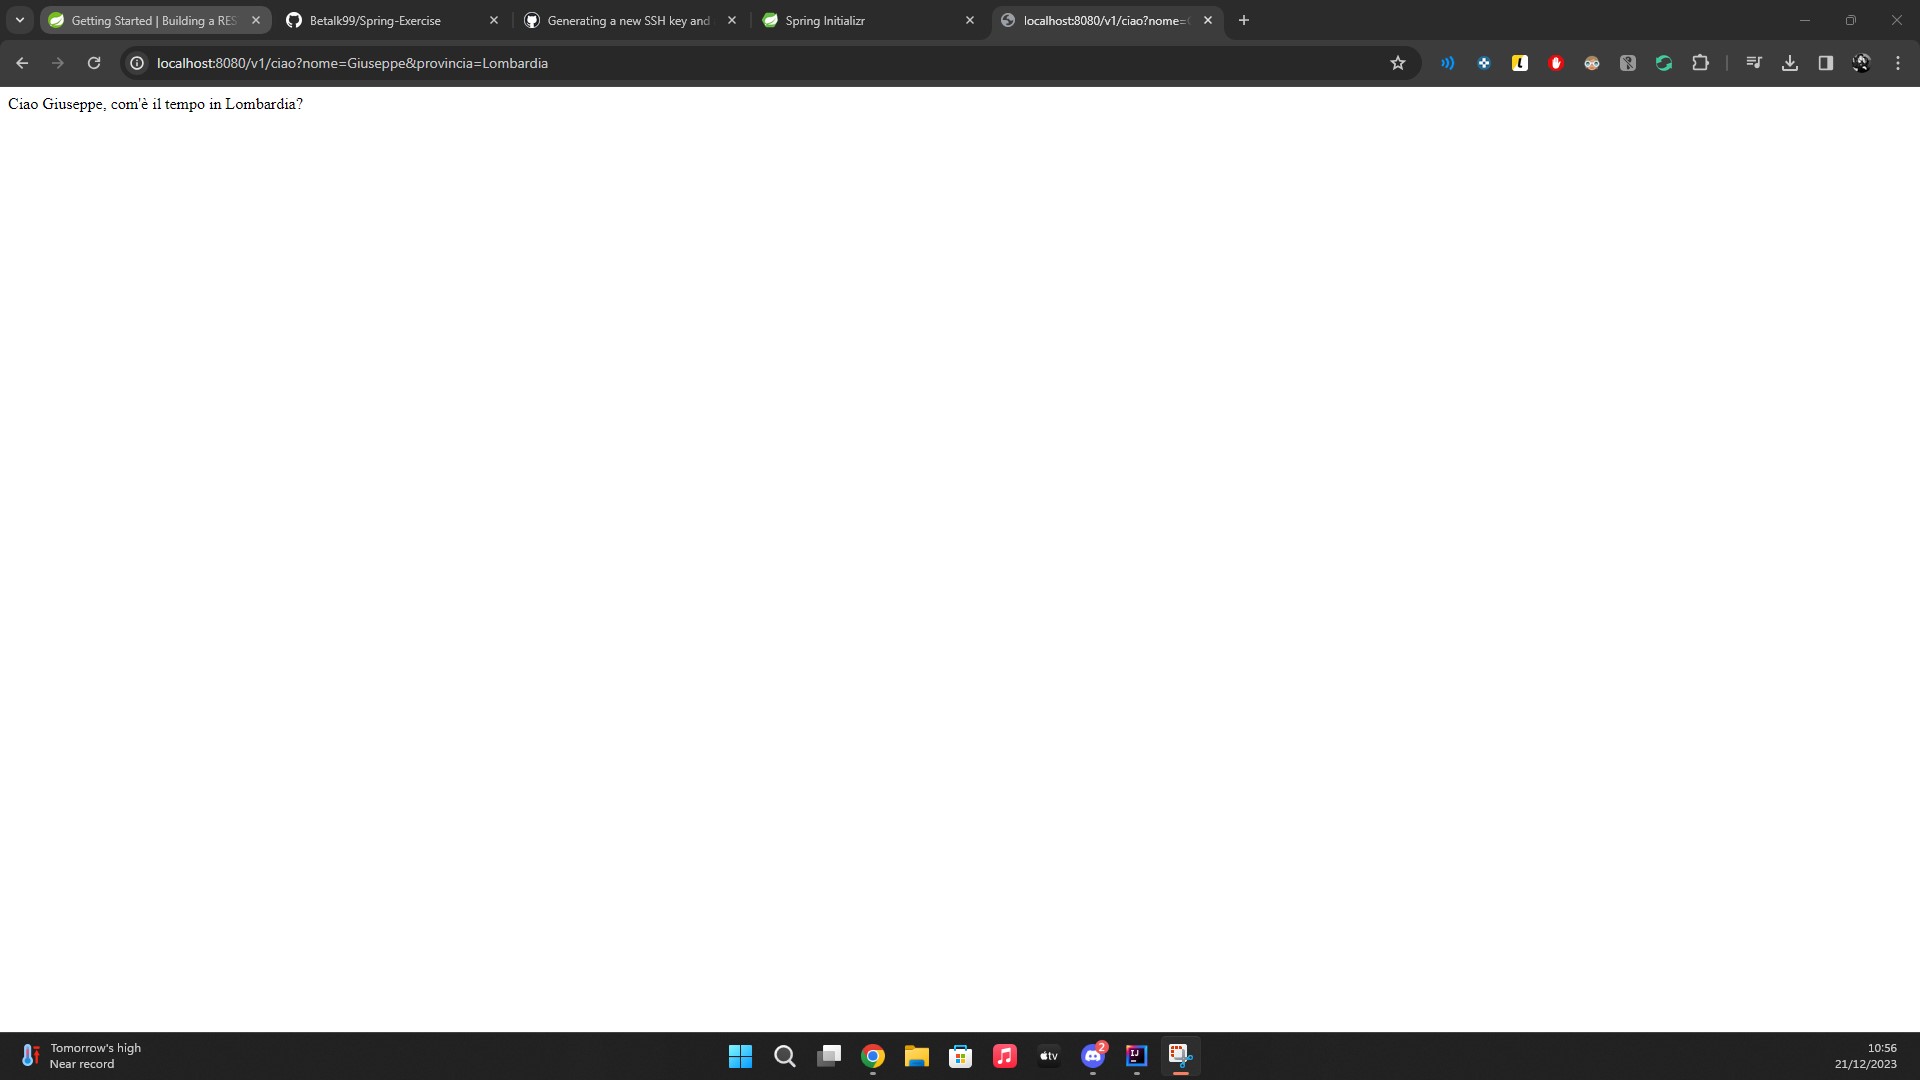 Getting Started | Building a RES
Betalk99/Spring-Exercise
Generating a new SSH key and
Spring Initializr
localhost:8080/v1/ciao?nome=
localhost:8080/v1/ciao?nome=Giuseppe&provincia=Lombardia
Ciao Giuseppe, com'è il tempo in Lombardia?
Tomorrow's high
Near record
tv
2
IJ
10:56
21/12/2023